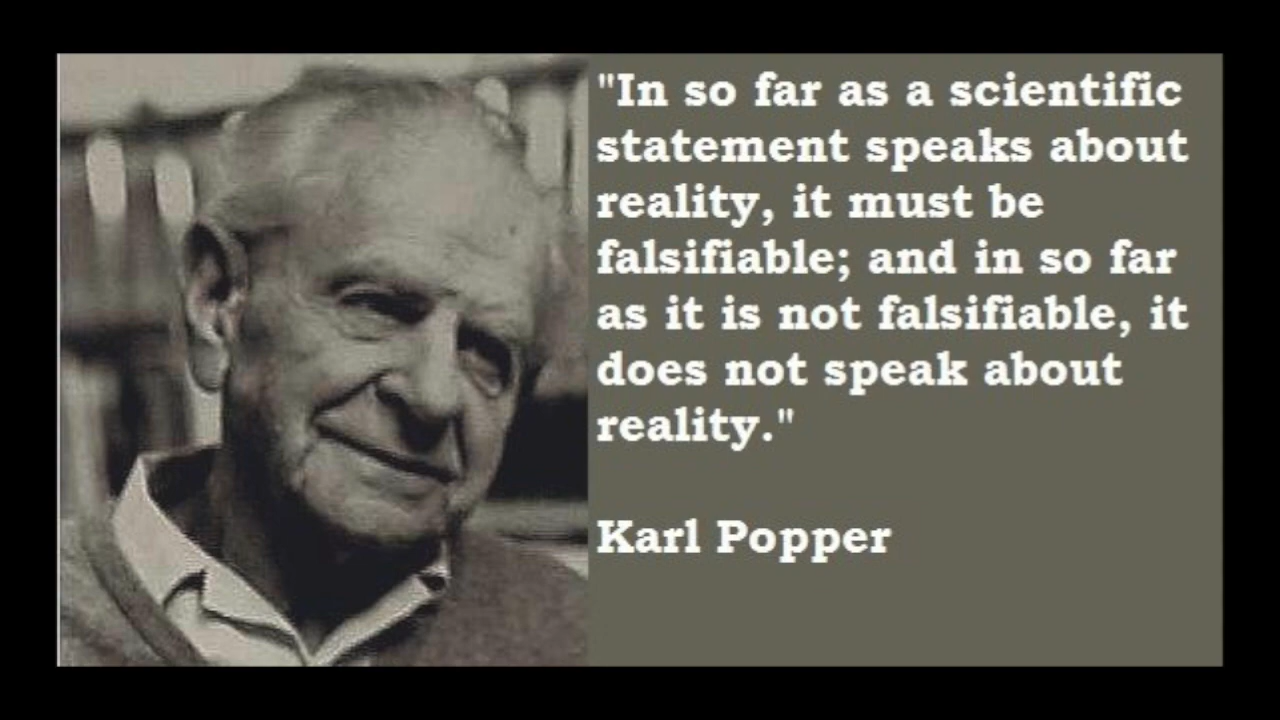 "In so far as a scientific
statement speaks about
reality, it must be
falsifiable; and in so far
as it is not falsifiable, it
does not speak about
reality."
Karl Popper